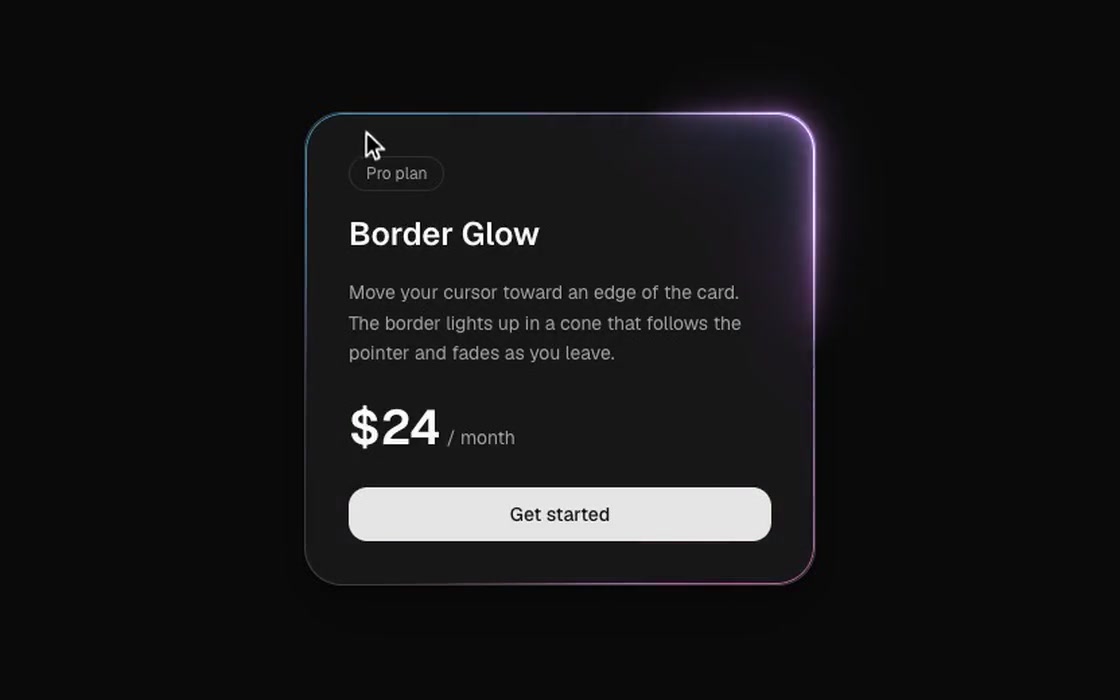 Pro plan
Border Glow
Move your cursor toward an edge of the card.
The border lights up in a cone that follows the
pointer and fades as you leave.
$24 / month
Get started